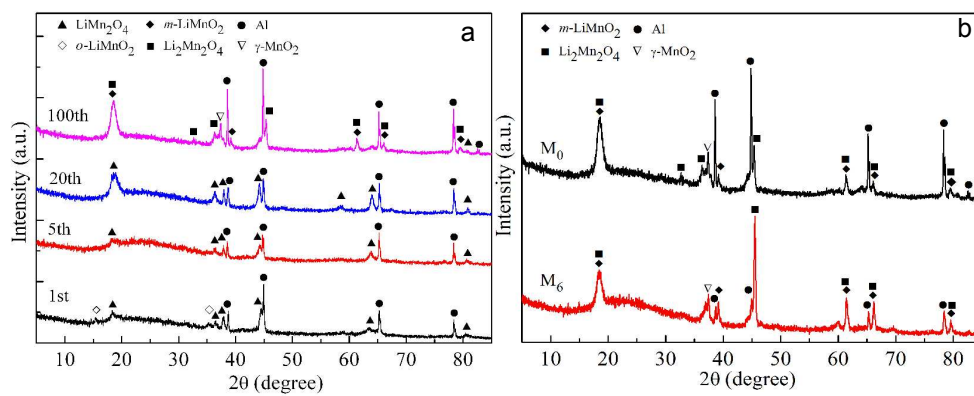 a
▲ LiMn₂O₄ ◆ m-LiMnO₂ ● Al
◇ o-LiMnO₂ ■ Li₂Mn₂O₄ ▽ γ-MnO₂
100th
20th
5th
1st
Intensity (a.u.)
10 20 30 40 50 60 70 80
2θ (degree)
b
◆ m-LiMnO₂ ● Al
■ Li₂Mn₂O₄ ▽ γ-MnO₂
M₀
M₆
Intensity (a.u.)
10 20 30 40 50 60 70 80
2θ (degree)